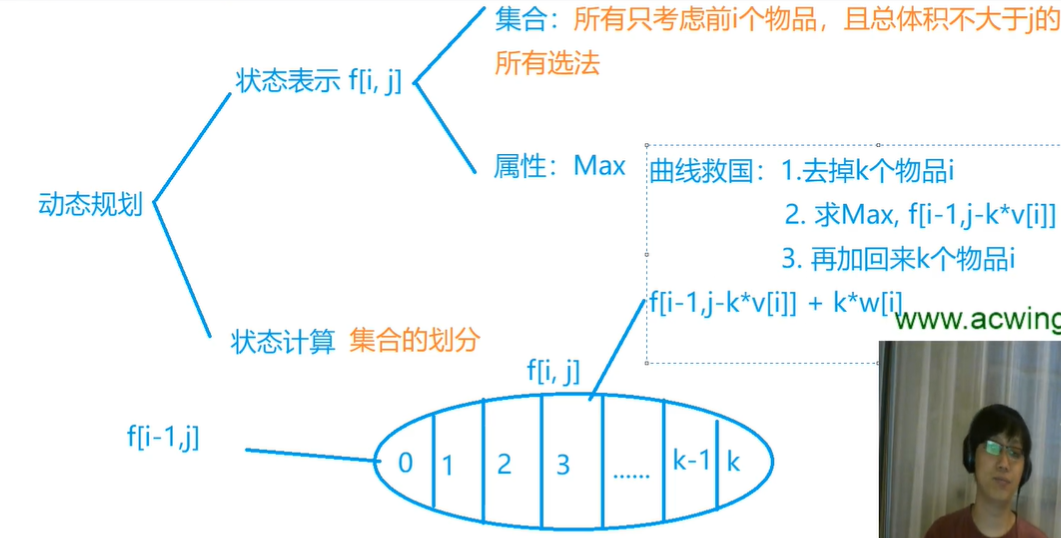 集合：所有只考虑前i个物品，且总体积不大于j的
所有选法
状态表示 f[i, j]
属性：Max
曲线救国：1.去掉k个物品i
2. 求Max, f[i-1,j-k*v[i]]
3. 再加回来k个物品i
f[i-1,j-k*v[i]] + k*w[i]
动态规划
www.acwing
状态计算 集合的划分
f[i, j]
f[i-1,j]
0 1 2 3 ...... k-1 k